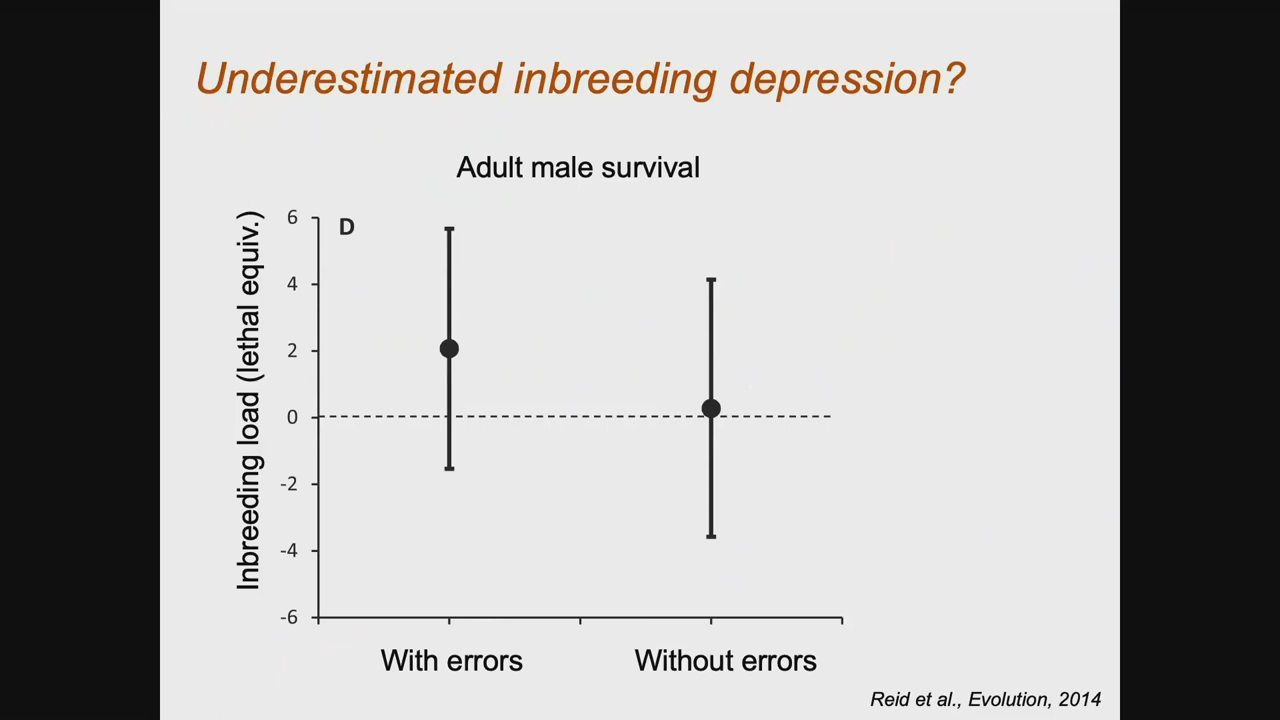 Underestimated inbreeding depression?
Adult male survival
Inbreeding load (lethal equiv.)
6
D
4
2
0
-2
-4
-6
With errors
Without errors
Reid et al., Evolution, 2014